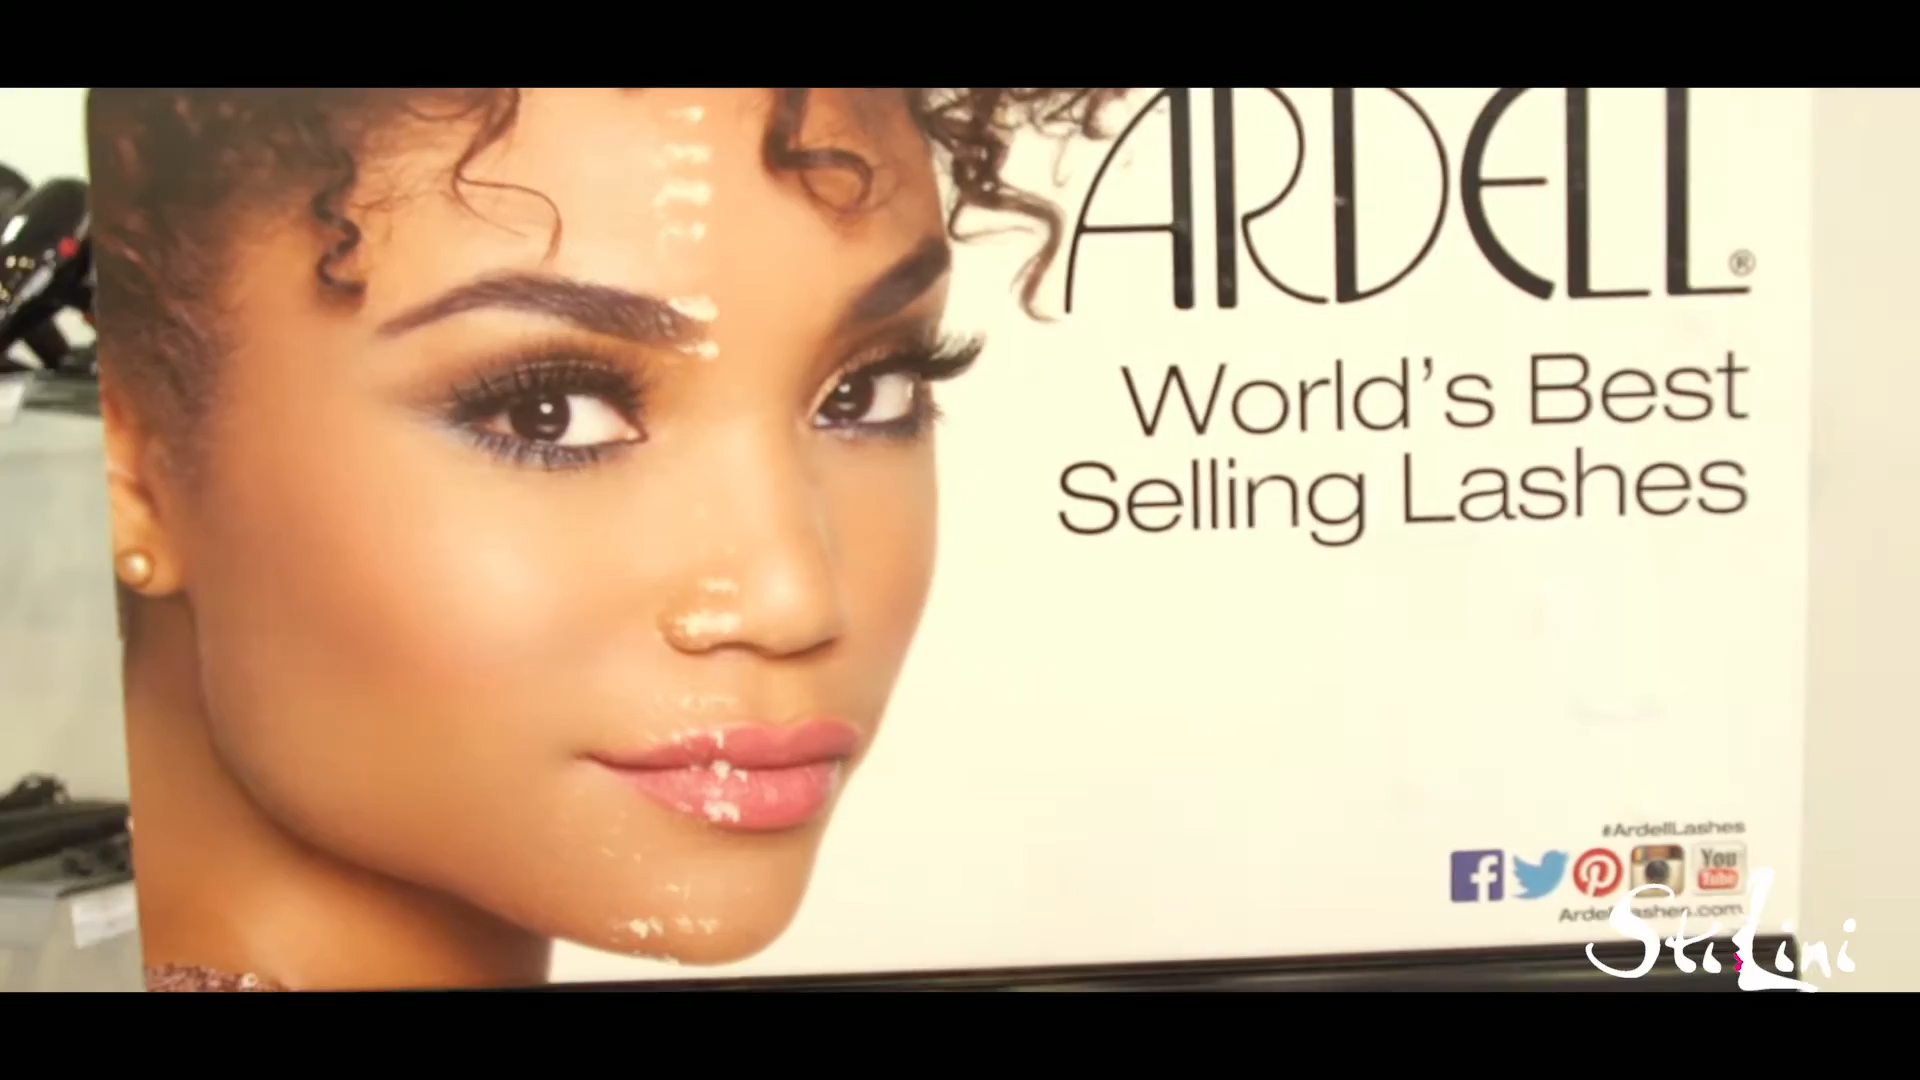 ARDELL®
World's Best
Selling Lashes
#ArdellLashes
You
Tube
StiLini